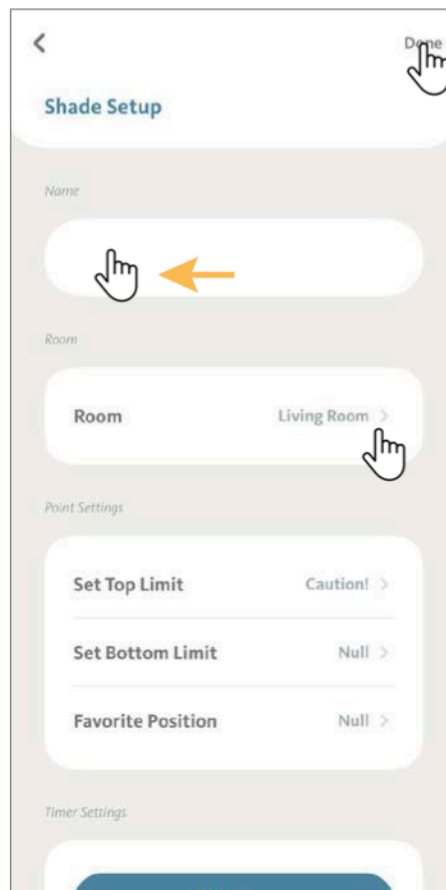 Done
Shade Setup
Name
Room
Room Living Room
Point Settings
Set Top Limit Caution!
Set Bottom Limit Null
Favorite Position Null
Timer Settings